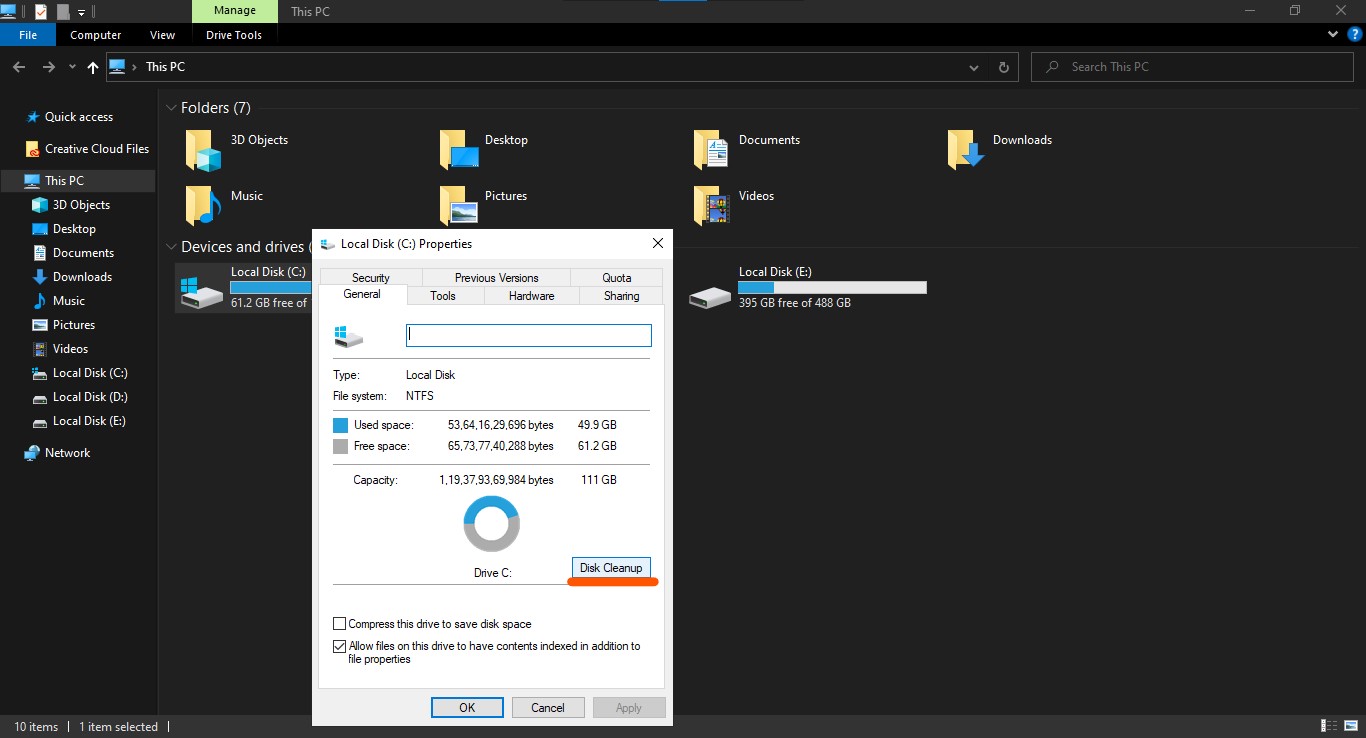 Manage
This PC
File
Computer
View
Drive Tools
This PC
Search This PC
Quick access
Creative Cloud Files
This PC
3D Objects
Desktop
Documents
Downloads
Music
Pictures
Videos
Local Disk (C:)
Local Disk (D:)
Local Disk (E:)
Network
Folders (7)
3D Objects
Desktop
Documents
Downloads
Music
Pictures
Videos
Devices and drives (
Local Disk (C:)
61.2 GB free of
Local Disk (E:)
395 GB free of 488 GB
Local Disk (C:) Properties
Security
Previous Versions
Quota
General
Tools
Hardware
Sharing
Type: Local Disk
File system: NTFS
Used space: 53,64,16,29,696 bytes 49.9 GB
Free space: 65,73,77,40,288 bytes 61.2 GB
Capacity: 1,19,37,93,69,984 bytes 111 GB
Drive C:
Disk Cleanup
Compress this drive to save disk space
Allow files on this drive to have contents indexed in addition to
file properties
OK
Cancel
Apply
10 items
1 item selected